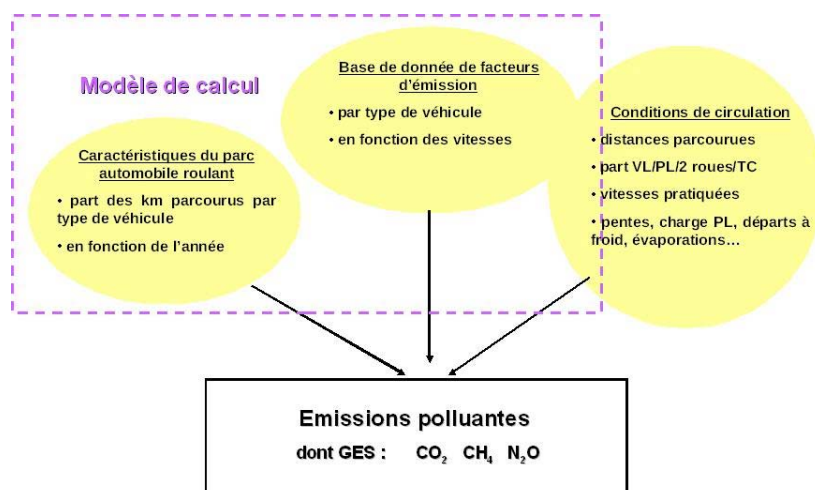 Modèle de calcul
Base de donnée de facteurs
d'émission
• par type de véhicule
• en fonction des vitesses
Caractéristiques du parc
automobile roulant
• part des km parcourus par
type de véhicule
• en fonction de l'année
Conditions de circulation
• distances parcourues
• part VL/PL/2 roues/TC
• vitesses pratiquées
• pentes, charge PL, départs à
froid, évaporations…
Emissions polluantes
dont GES : CO₂ CH₄ N₂O